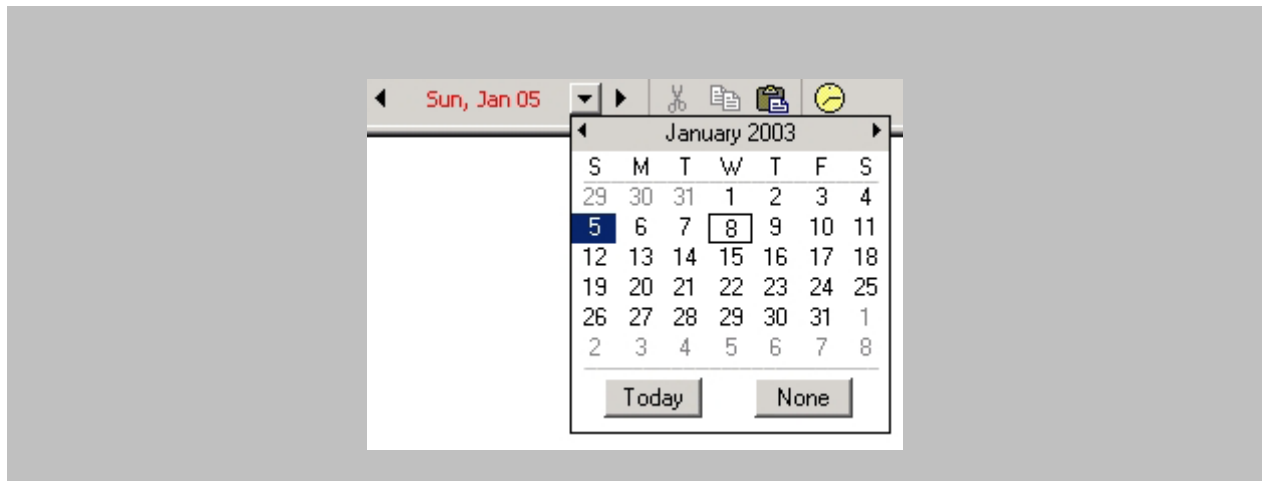 Sun, Jan 05
January 2003
S M T W T F S
29 30 31 1 2 3 4
5 6 7 8 9 10 11
12 13 14 15 16 17 18
19 20 21 22 23 24 25
26 27 28 29 30 31 1
2 3 4 5 6 7 8
Today None